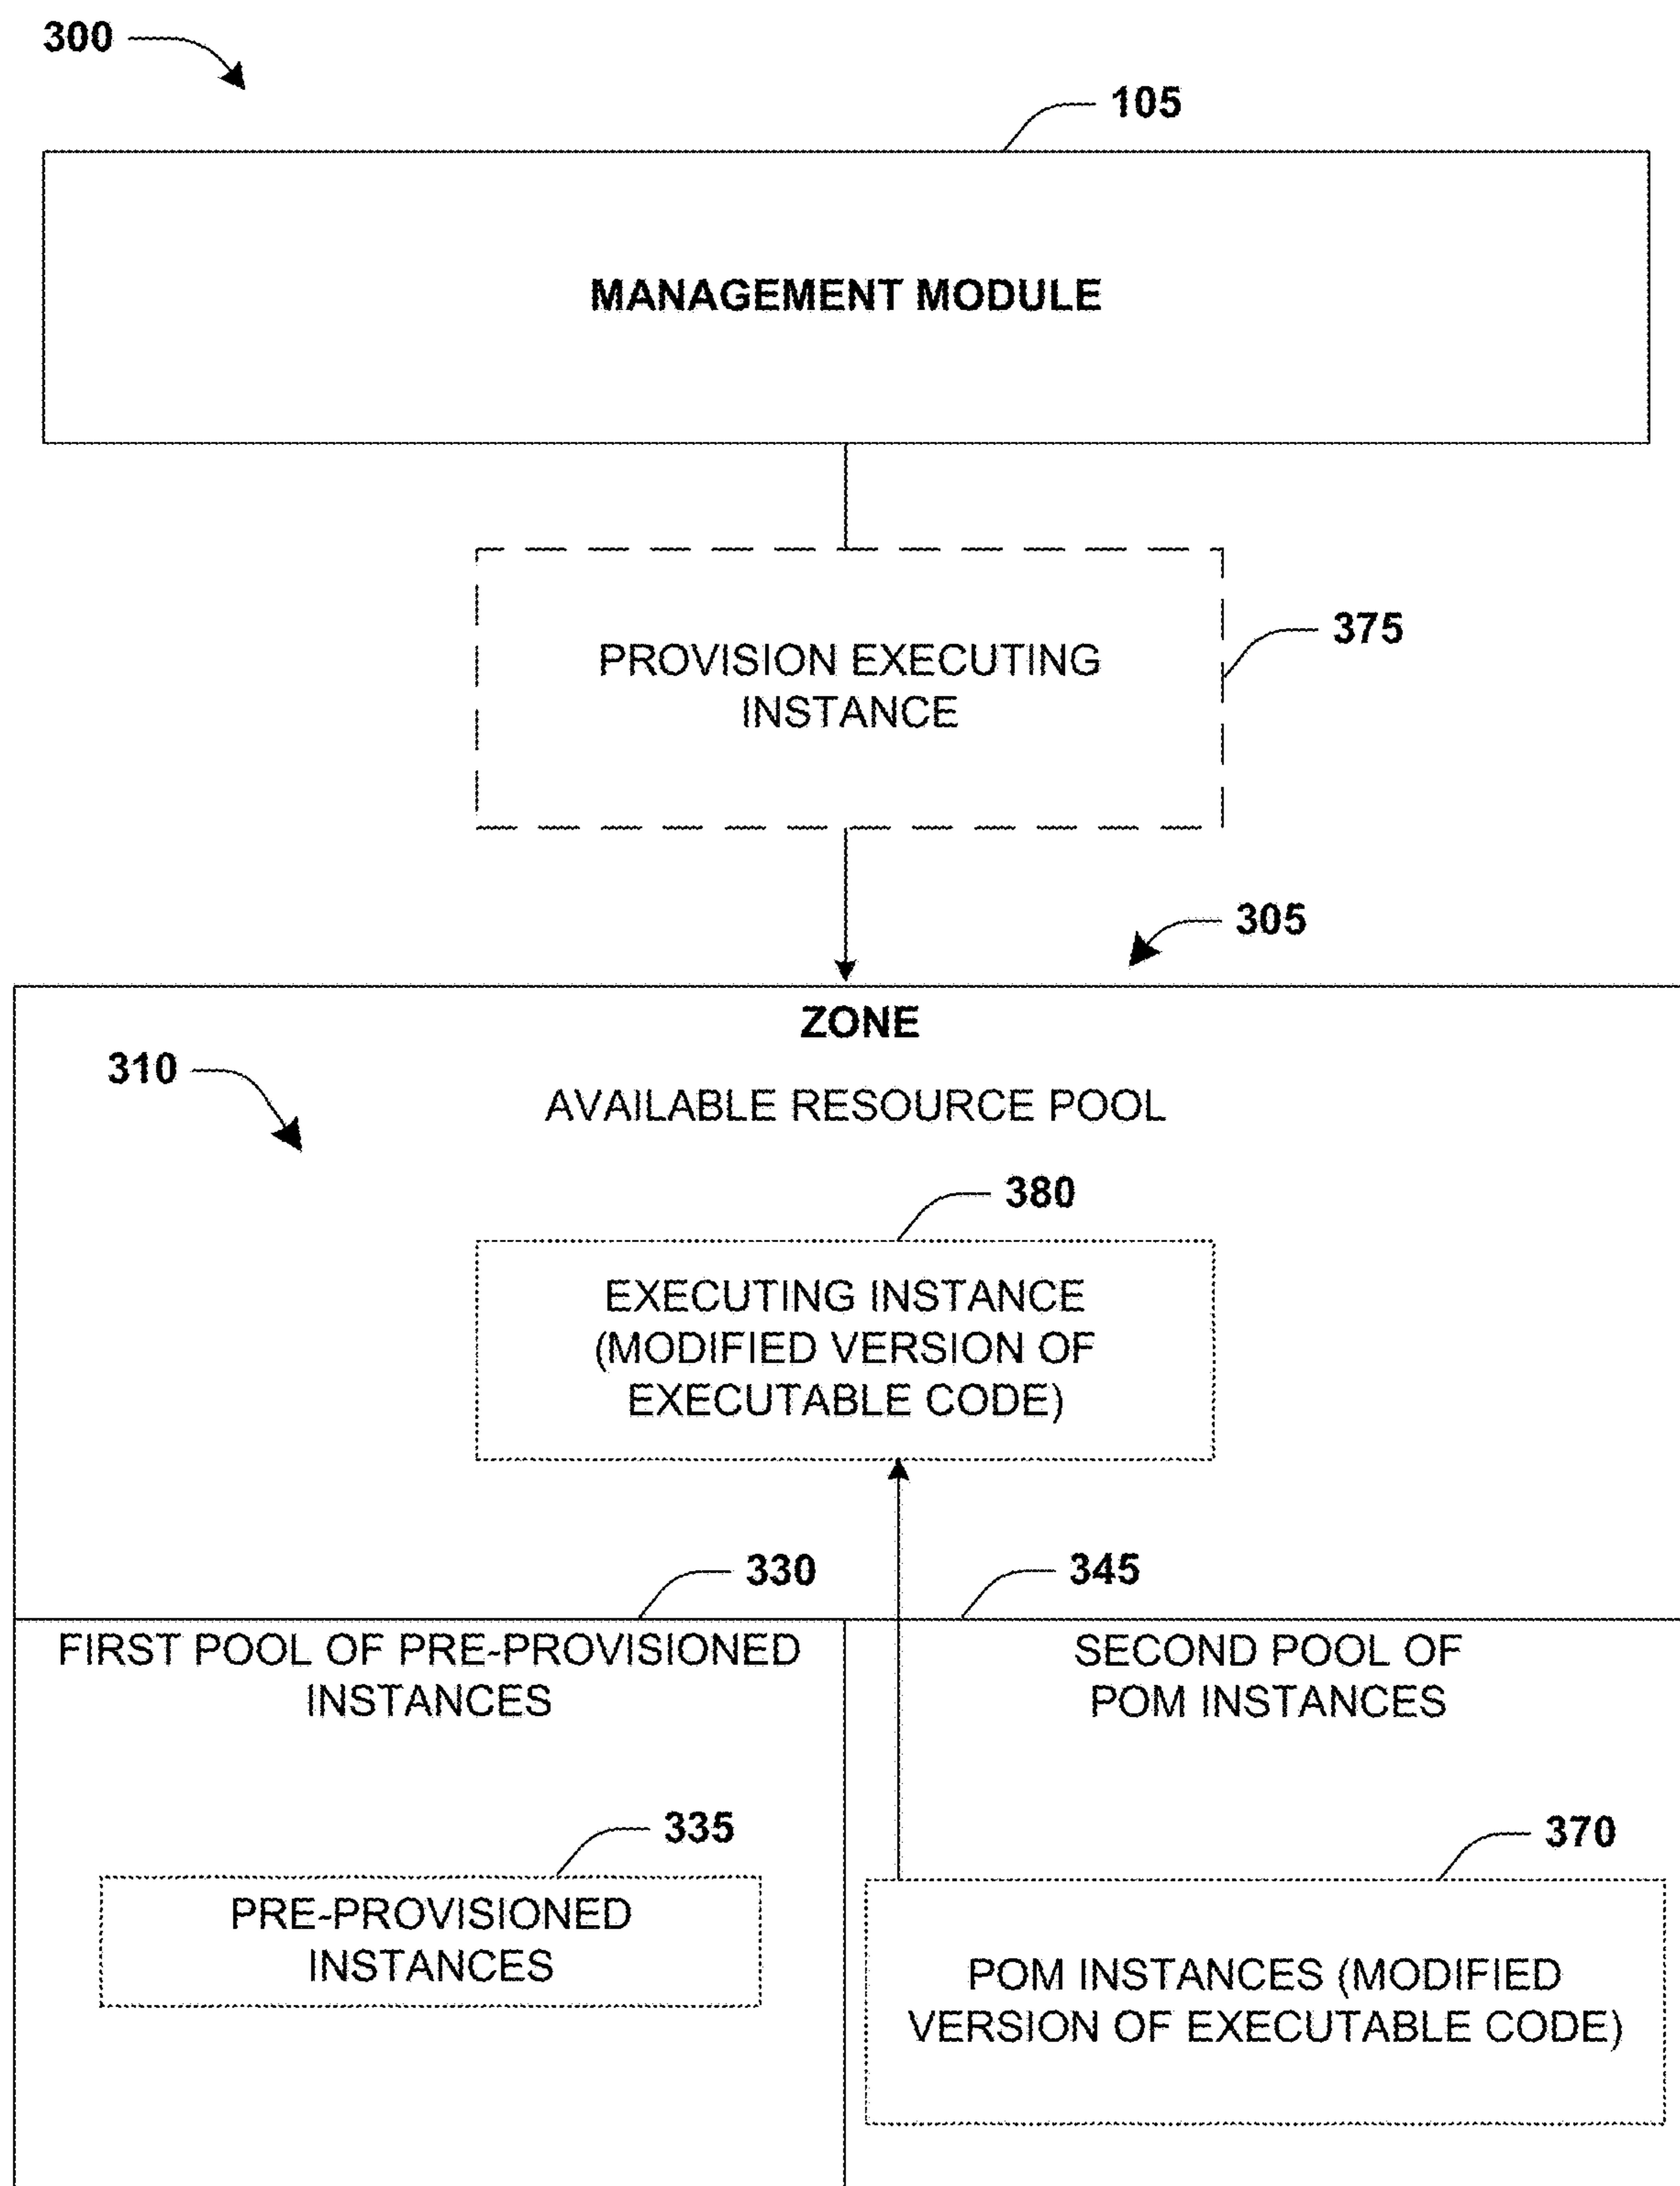 300
105
MANAGEMENT MODULE
PROVISION EXECUTING
INSTANCE
375
305
ZONE
310
AVAILABLE RESOURCE POOL
380
EXECUTING INSTANCE
(MODIFIED VERSION OF
EXECUTABLE CODE)
330
345
FIRST POOL OF PRE-PROVISIONED
INSTANCES
SECOND POOL OF
POM INSTANCES
335
370
PRE-PROVISIONED
INSTANCES
POM INSTANCES (MODIFIED
VERSION OF EXECUTABLE CODE)